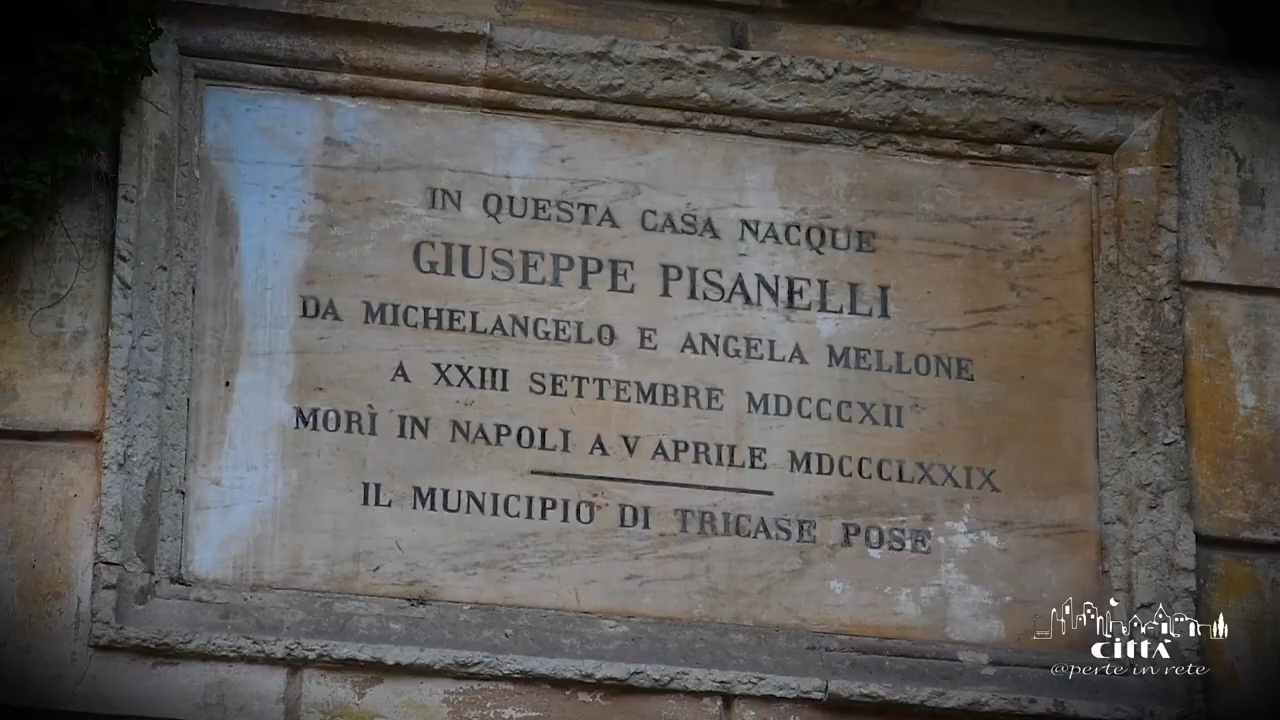 IN QUESTA CASA NACQUE
GIUSEPPE PISANELLI
DA MICHELANGELO E ANGELA MELLONE
A XXIII SETTEMBRE MDCCCXII
MORÌ IN NAPOLI A V APRILE MDCCCLXXIX
IL MUNICIPIO DI TRICASE POSE
CITTÀ
@perte in rete